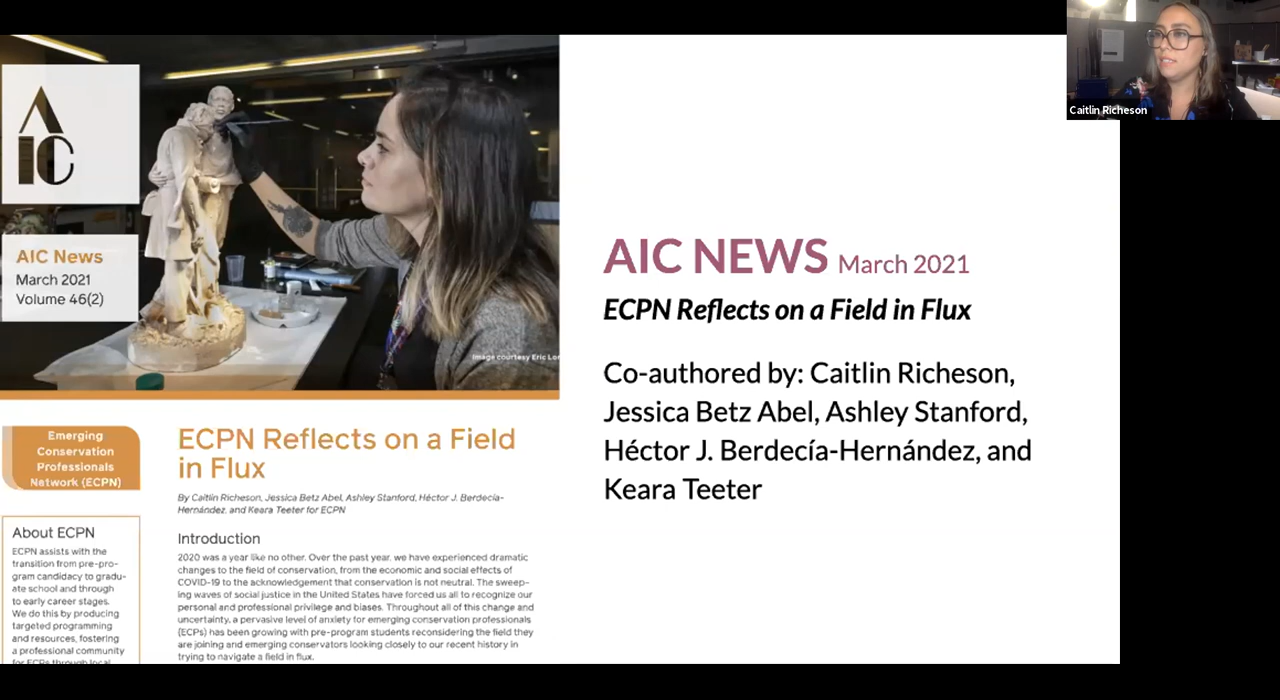 AIC
AIC News
March 2021
Volume 46(2)
Image courtesy Eric
Emerging
Conservation
Professionals
Network (ECPN)
About ECPN
ECPN assists with the
transition from pre-pro-
gram candidacy to gradu-
ate school and through
to early career stages.
We do this by producing
targeted programming
and resources, fostering
a professional community
for ECPs through local
ECPN Reflects on a Field
in Flux
By Caitlin Richeson, Jessica Betz Abel, Ashley Stanford, Héctor J. Berdecía-
Hernández, and Keara Teeter for ECPN
Introduction
2020 was a year like no other. Over the past year, we have experienced dramatic
changes to the field of conservation, from the economic and social effects of
COVID-19 to the acknowledgement that conservation is not neutral. The sweep-
ing waves of social justice in the United States have forced us all to recognize our
personal and professional privilege and biases. Throughout all of this change and
uncertainty, a pervasive level of anxiety for emerging conservation professionals
(ECPs) has been growing with pre-program students reconsidering the field they
are joining and emerging conservators looking closely to our recent history in
trying to navigate a field in flux.
AIC NEWS March 2021
ECPN Reflects on a Field in Flux
Co-authored by: Caitlin Richeson,
Jessica Betz Abel, Ashley Stanford,
Héctor J. Berdecía-Hernández, and
Keara Teeter
Caitlin Richeson